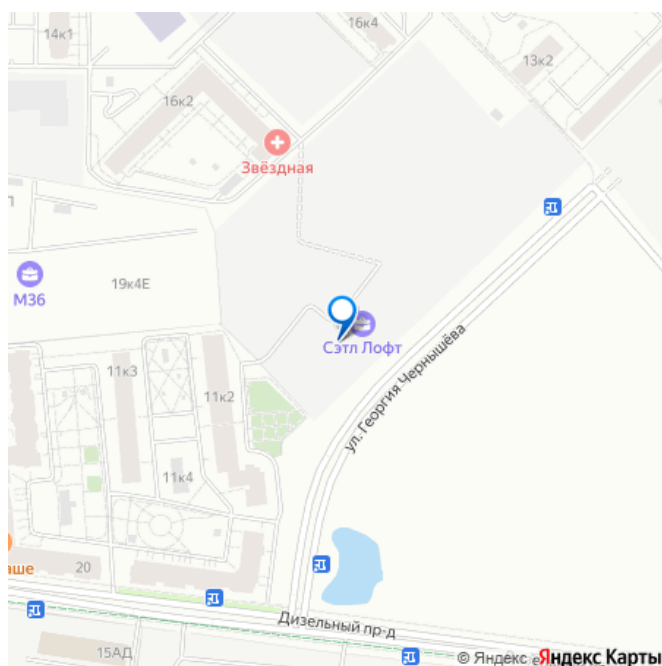 14к1
16к4
13к2
16к2
Звёздная
М36
19к4Е
Сэтл Лофт
ул. Георгия Чернышёва
11к3
11к2
11к4
аше
20
Дизельный пр-д
15АД
© Яндекс
Яндекс Карты